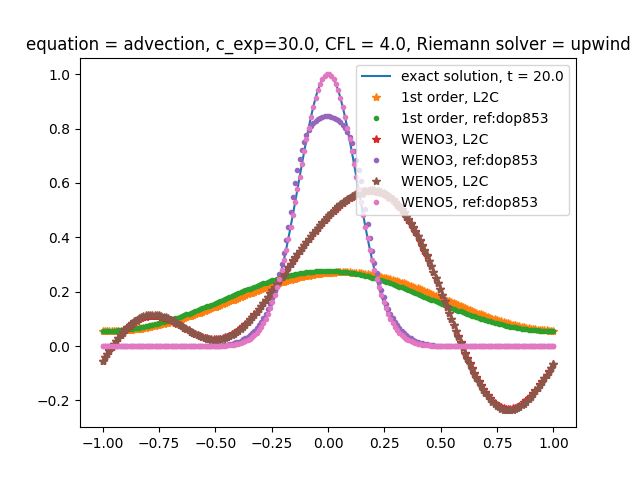 equation = advection, c_exp=30.0, CFL = 4.0, Riemann solver = upwind
exact solution, t = 20.0
1st order, L2C
1st order, ref:dop853
WENO3, L2C
WENO3, ref:dop853
WENO5, L2C
WENO5, ref:dop853
1.0
0.8
0.6
0.4
0.2
0.0
−0.2
−1.00 −0.75 −0.50 −0.25 0.00 0.25 0.50 0.75 1.00